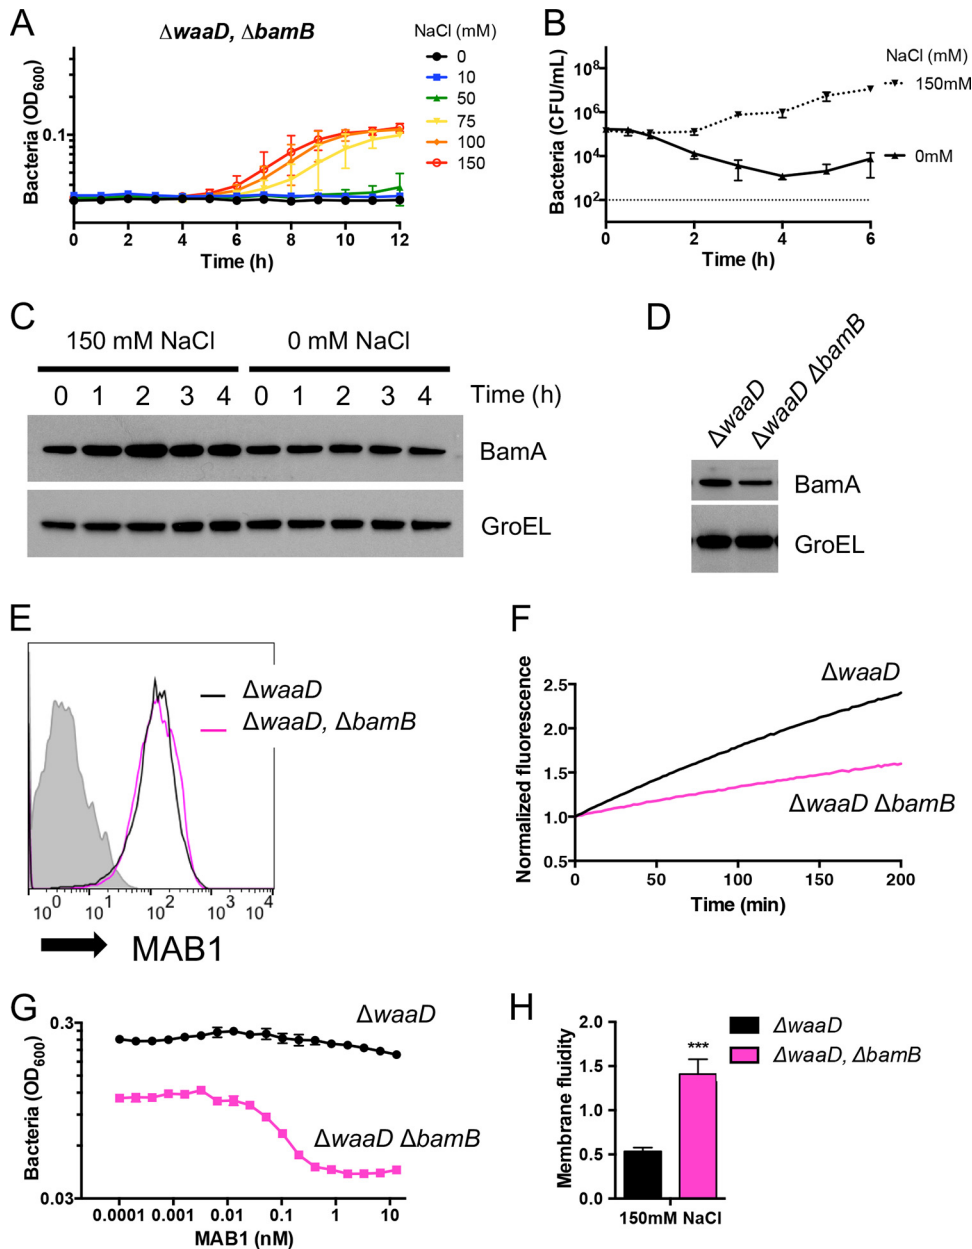 A
ΔwaaD, ΔbamB
NaCl (mM)
0
10
50
75
100
150
Bacteria (OD600)
0.1
0 2 4 6 8 10 12
Time (h)
B
NaCl (mM)
150mM
0mM
Bacteria (CFU/mL)
10^8
10^6
10^4
10^2
0 2 4 6
Time (h)
C
150 mM NaCl 0 mM NaCl
0 1 2 3 4 0 1 2 3 4 Time (h)
BamA
GroEL
D
ΔwaaD
ΔwaaD ΔbamB
BamA
GroEL
E
ΔwaaD
ΔwaaD, ΔbamB
10^0 10^1 10^2 10^3 10^4
MAB1
F
Normalized fluorescence
2.5
2.0
1.5
1.0
0.5
ΔwaaD
ΔwaaD ΔbamB
0 50 100 150 200
Time (min)
G
Bacteria (OD600)
0.3
0.03
ΔwaaD
ΔwaaD ΔbamB
0.0001 0.001 0.01 0.1 1 10
MAB1 (nM)
H
Membrane fluidity
2.0
1.5
1.0
0.5
0.0
***
150mM NaCl
ΔwaaD
ΔwaaD, ΔbamB